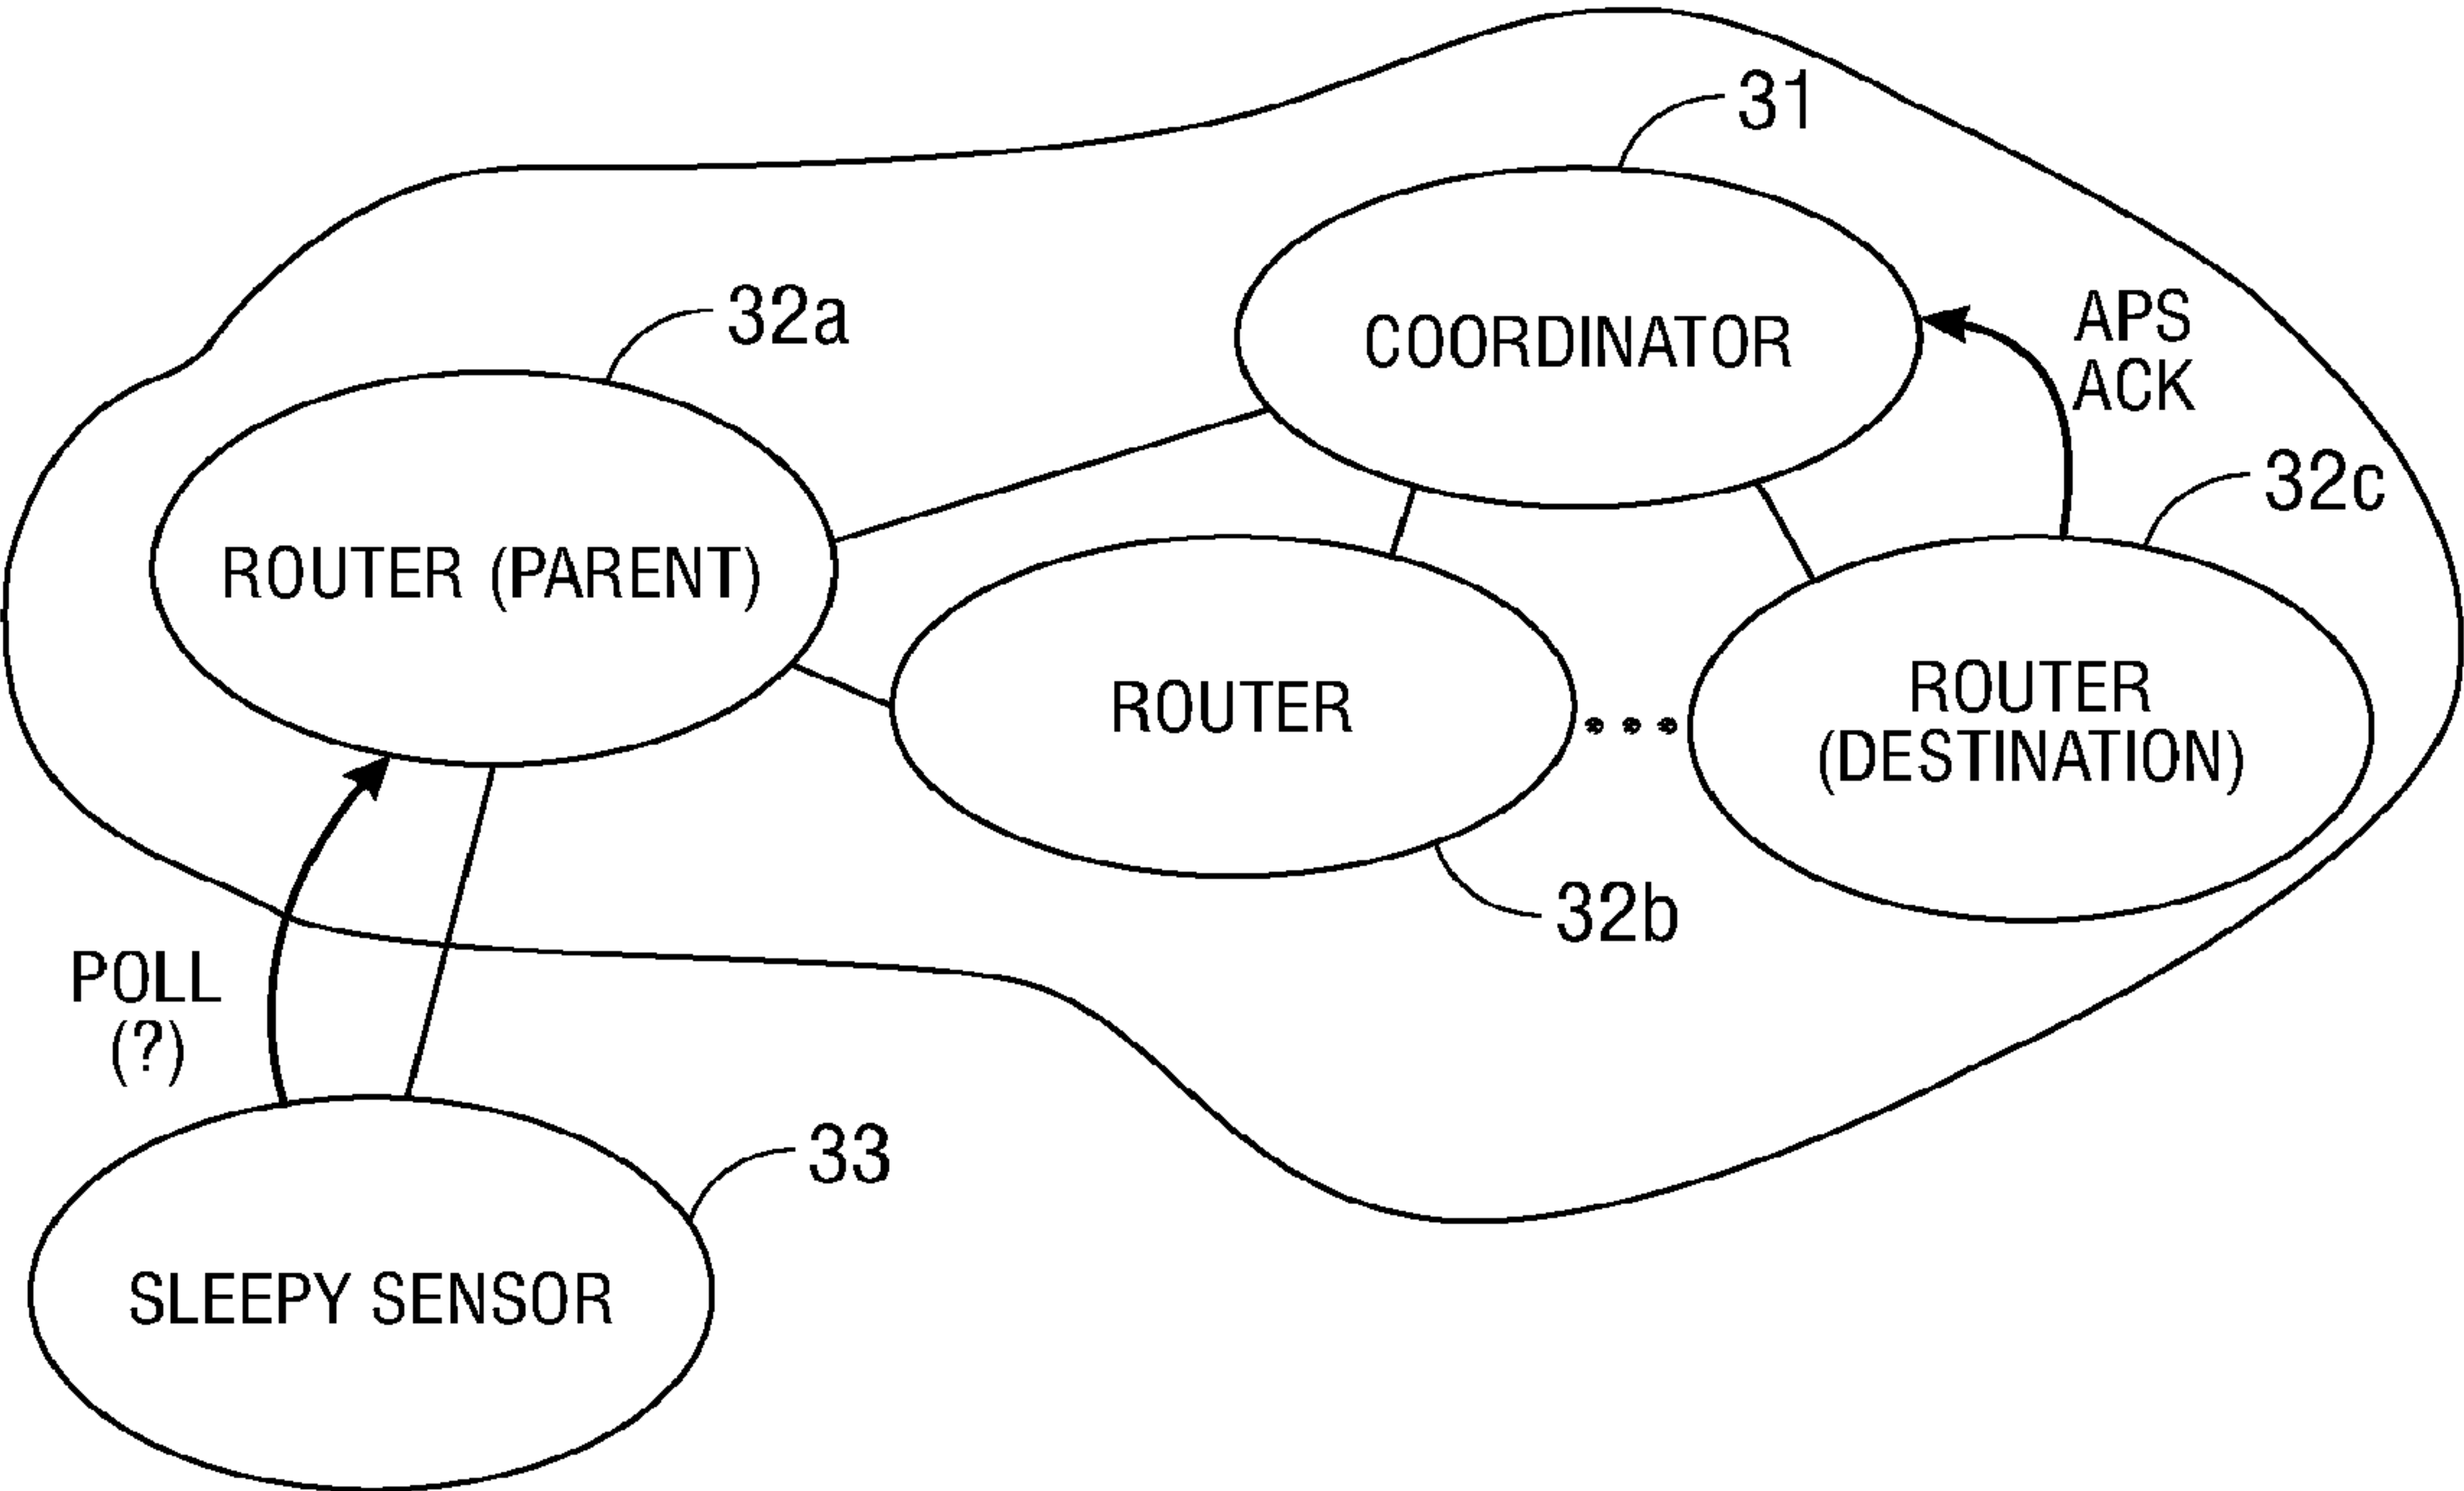 31
32a
COORDINATOR
APS
ACK
32c
ROUTER (PARENT)
ROUTER
ROUTER
(DESTINATION)
32b
POLL
(?)
33
SLEEPY SENSOR